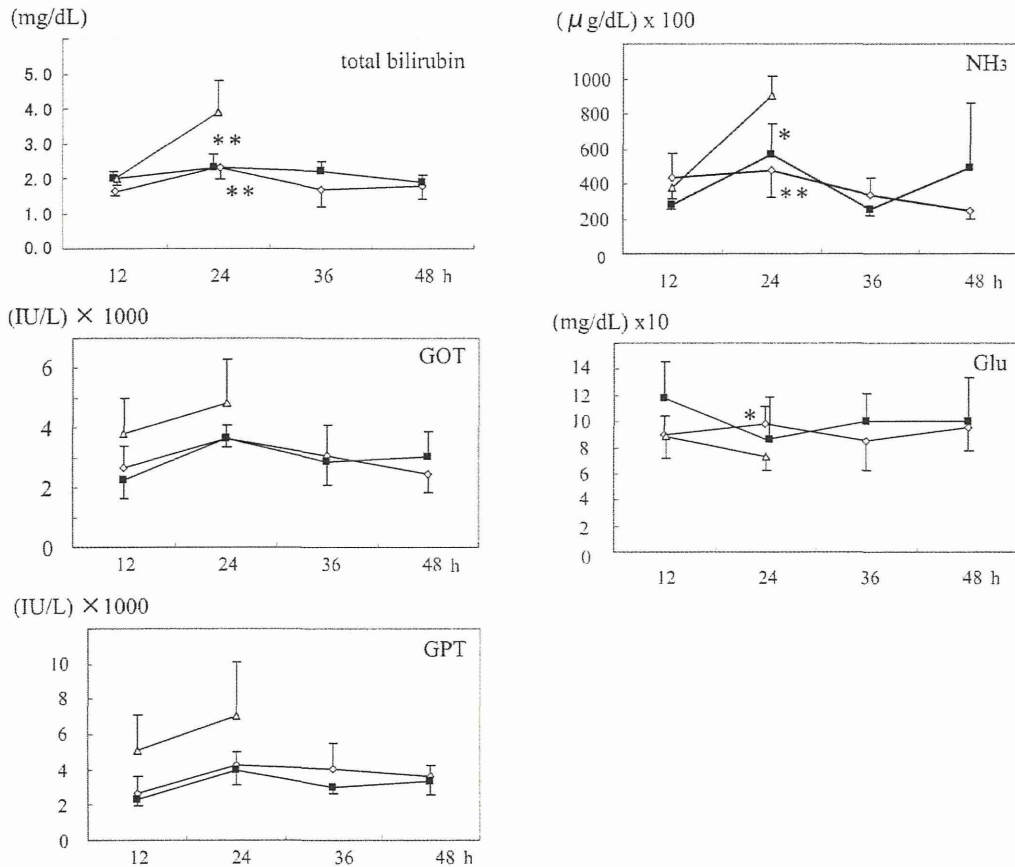 (mg/dL)
total bilirubin
5.0
4.0
3.0
2.0
1.0
0.0
**
**
12 24 36 48 h
(μg/dL) x 100
NH3
1000
800
600
400
200
0
*
**
12 24 36 48 h
(IU/L) × 1000
GOT
6
4
2
0
12 24 36 48 h
(mg/dL) x10
Glu
14
12
10
8
6
4
2
0
*
12 24 36 48 h
(IU/L) ×1000
GPT
10
8
6
4
2
0
12 24 36 48 h